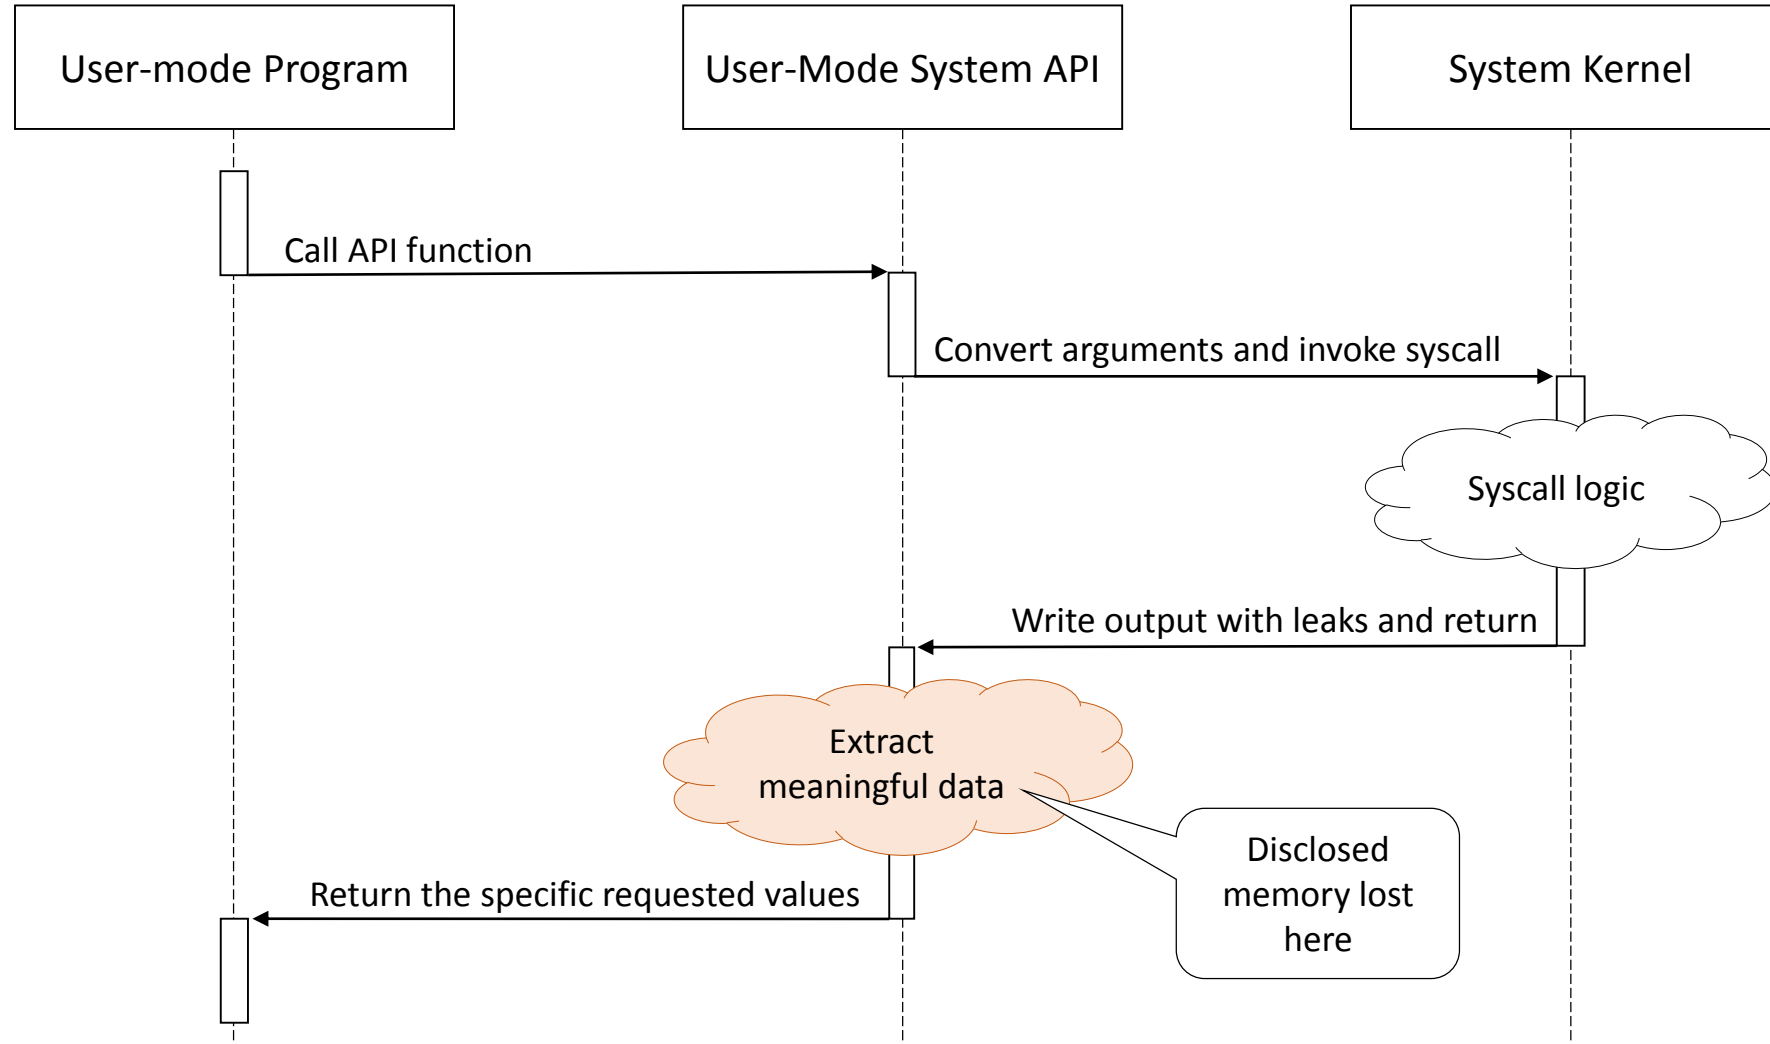 User-mode Program
User-Mode System API
System Kernel
Call API function
Convert arguments and invoke syscall
Syscall logic
Write output with leaks and return
Extract
meaningful data
Disclosed
memory lost
here
Return the specific requested values